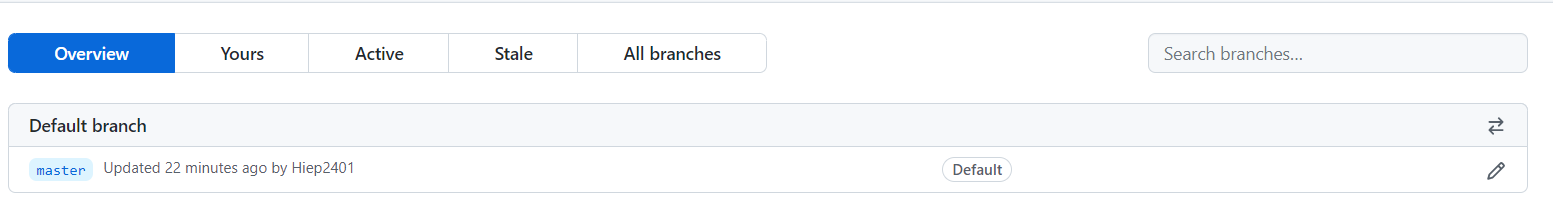 Overview Yours Active Stale All branches Search branches...
Default branch
master Updated 22 minutes ago by Hiep2401 Default